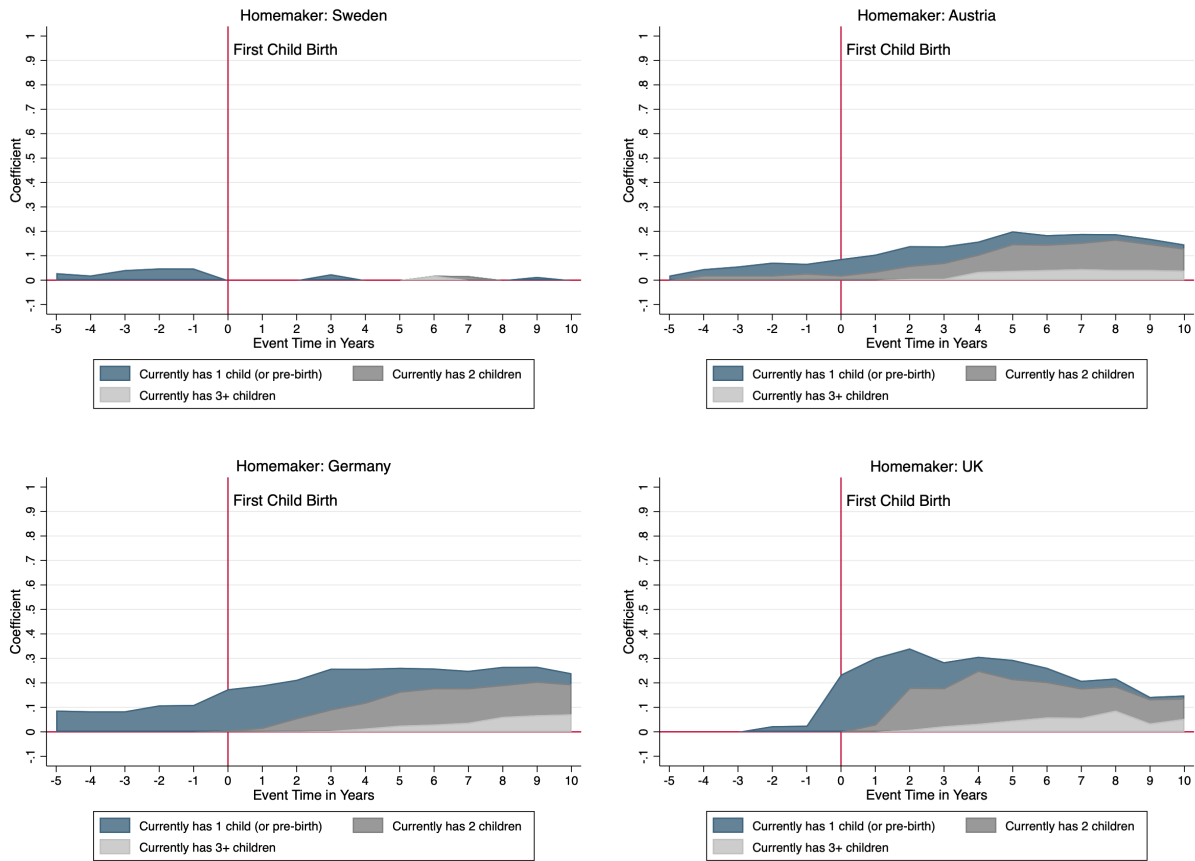 Homemaker: Sweden
First Child Birth
Coefficient
1
.9
.8
.7
.6
.5
.4
.3
.2
.1
0
-.1
-5 -4 -3 -2 -1 0 1 2 3 4 5 6 7 8 9 10
Event Time in Years
Currently has 1 child (or pre-birth) Currently has 2 children
Currently has 3+ children
Homemaker: Austria
First Child Birth
Coefficient
1
.9
.8
.7
.6
.5
.4
.3
.2
.1
0
-.1
-5 -4 -3 -2 -1 0 1 2 3 4 5 6 7 8 9 10
Event Time in Years
Currently has 1 child (or pre-birth) Currently has 2 children
Currently has 3+ children
Homemaker: Germany
First Child Birth
Coefficient
1
.9
.8
.7
.6
.5
.4
.3
.2
.1
0
-.1
-5 -4 -3 -2 -1 0 1 2 3 4 5 6 7 8 9 10
Event Time in Years
Currently has 1 child (or pre-birth) Currently has 2 children
Currently has 3+ children
Homemaker: UK
First Child Birth
Coefficient
1
.9
.8
.7
.6
.5
.4
.3
.2
.1
0
-.1
-5 -4 -3 -2 -1 0 1 2 3 4 5 6 7 8 9 10
Event Time in Years
Currently has 1 child (or pre-birth) Currently has 2 children
Currently has 3+ children